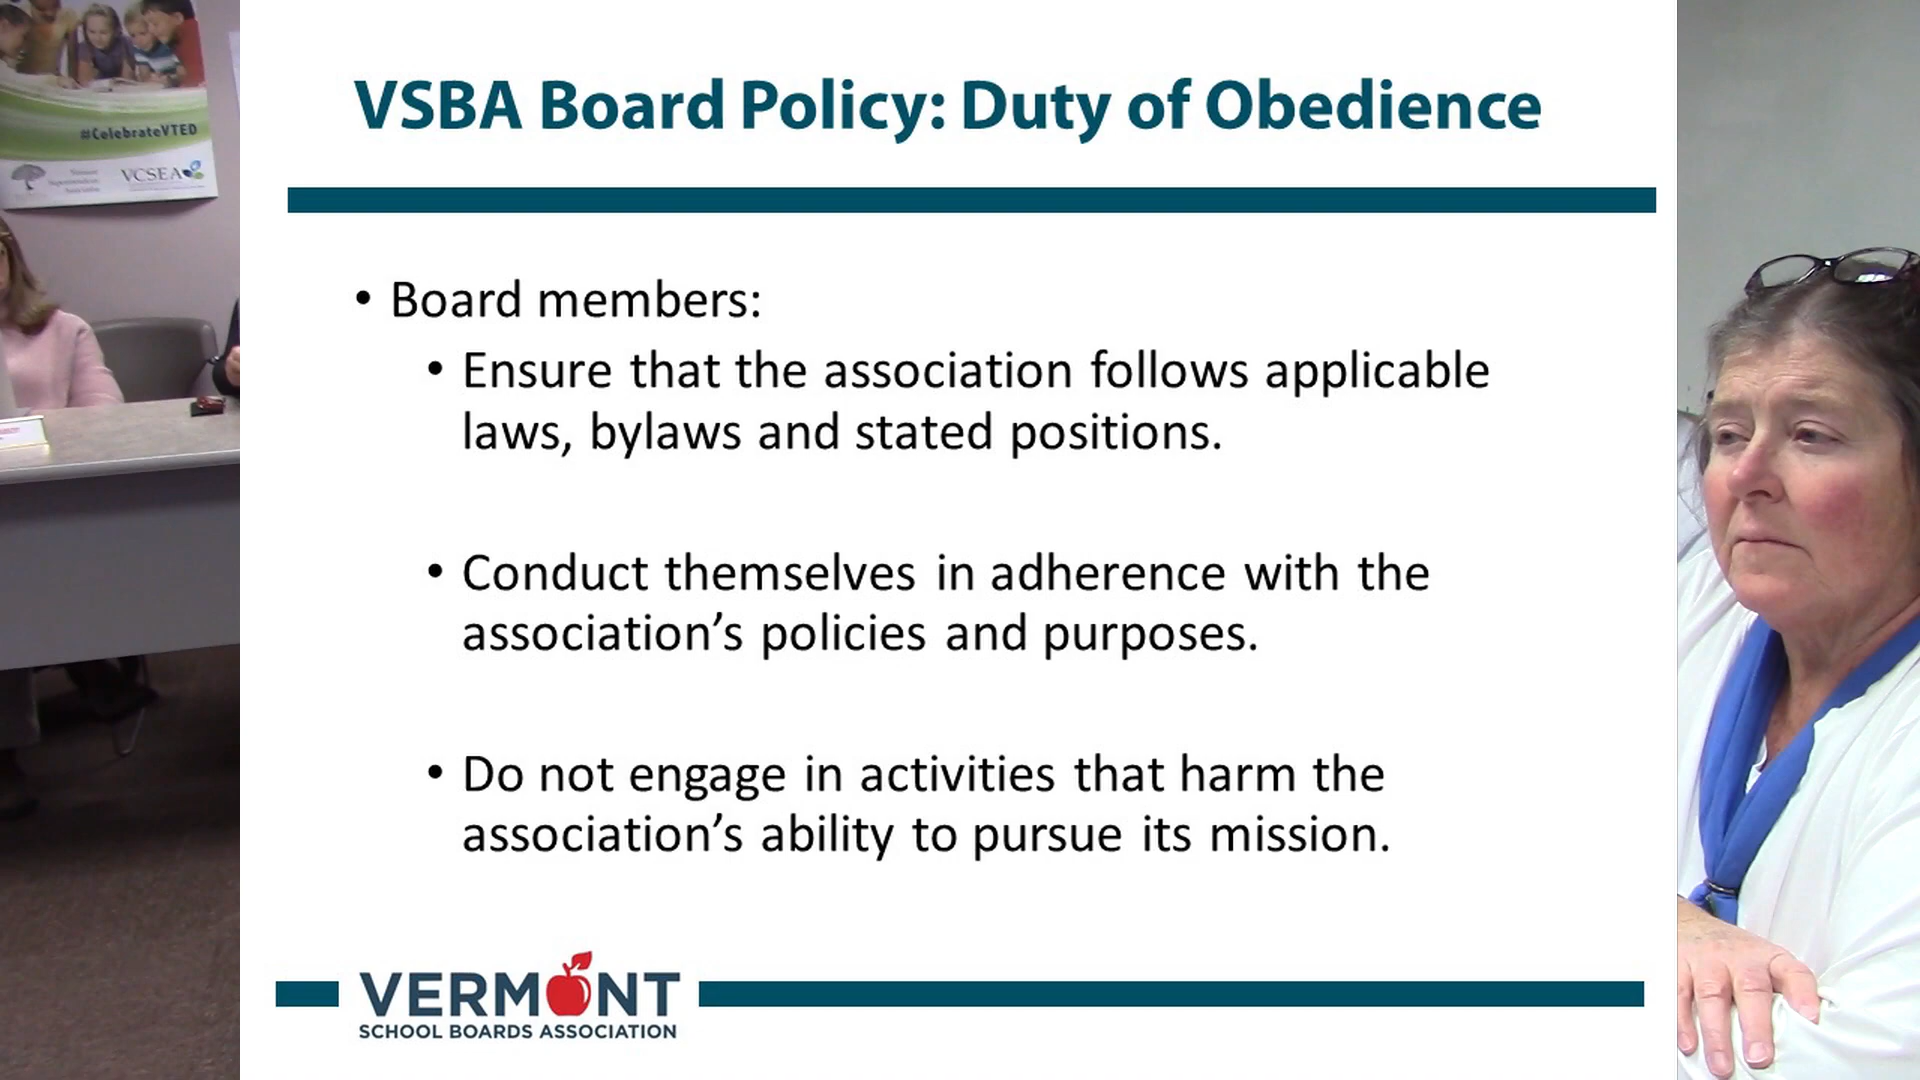 #CelebrateVTED
VCSEA
VSBA Board Policy: Duty of Obedience
• Board members:
• Ensure that the association follows applicable
laws, bylaws and stated positions.
• Conduct themselves in adherence with the
association’s policies and purposes.
• Do not engage in activities that harm the
association’s ability to pursue its mission.
VERMONT
SCHOOL BOARDS ASSOCIATION